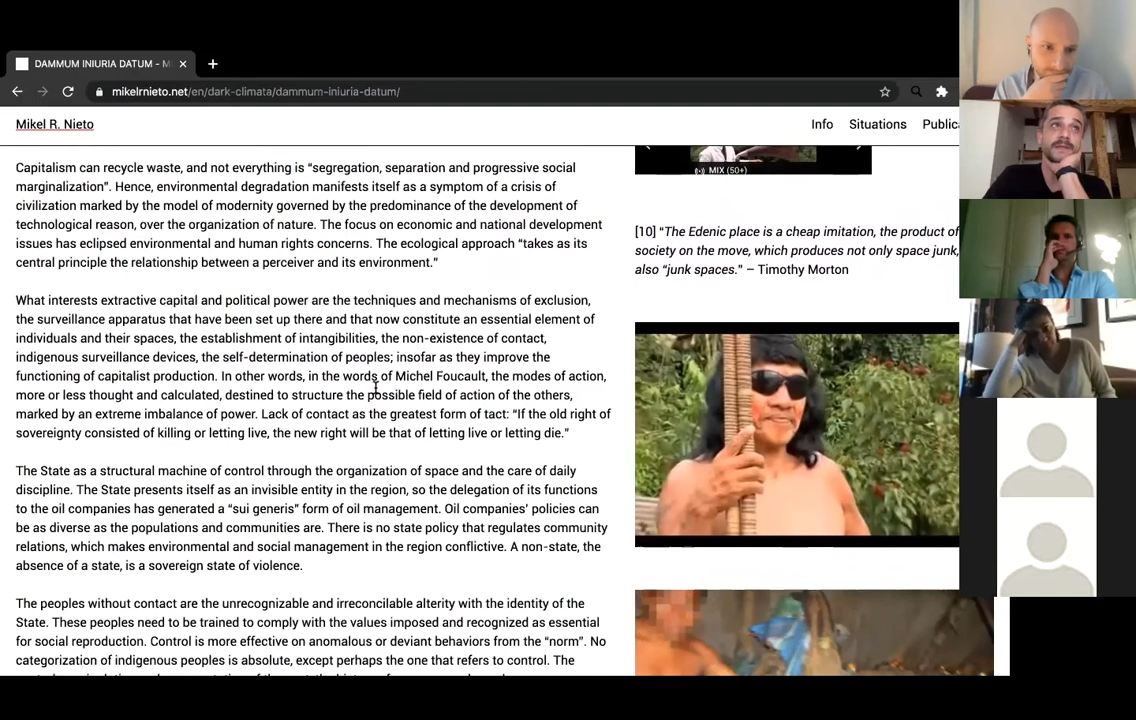 DAMMUM INIURIA DATUM - M
mikelrnieto.net/en/dark-climata/dammum-iniuria-datum/
Mikel R. Nieto
Info Situations Publica
Capitalism can recycle waste, and not everything is “segregation, separation and progressive social
marginalization”. Hence, environmental degradation manifests itself as a symptom of a crisis of
civilization marked by the model of modernity governed by the predominance of the development of
technological reason, over the organization of nature. The focus on economic and national development
issues has eclipsed environmental and human rights concerns. The ecological approach “takes as its
central principle the relationship between a perceiver and its environment.”
What interests extractive capital and political power are the techniques and mechanisms of exclusion,
the surveillance apparatus that have been set up there and that now constitute an essential element of
individuals and their spaces, the establishment of intangibilities, the non-existence of contact,
indigenous surveillance devices, the self-determination of peoples; insofar as they improve the
functioning of capitalist production. In other words, in the words of Michel Foucault, the modes of action,
more or less thought and calculated, destined to structure the possible field of action of the others,
marked by an extreme imbalance of power. Lack of contact as the greatest form of tact: “If the old right of
sovereignty consisted of killing or letting live, the new right will be that of letting live or letting die.”
The State as a structural machine of control through the organization of space and the care of daily
discipline. The State presents itself as an invisible entity in the region, so the delegation of its functions
to the oil companies has generated a “sui generis” form of oil management. Oil companies’ policies can
be as diverse as the populations and communities are. There is no state policy that regulates community
relations, which makes environmental and social management in the region conflictive. A non-state, the
absence of a state, is a sovereign state of violence.
The peoples without contact are the unrecognizable and irreconcilable alterity with the identity of the
State. These peoples need to be trained to comply with the values imposed and recognized as essential
for social reproduction. Control is more effective on anomalous or deviant behaviors from the “norm”. No
categorization of indigenous peoples is absolute, except perhaps the one that refers to control. The
MIX (50+)
[10] “The Edenic place is a cheap imitation, the product of
society on the move, which produces not only space junk,
also “junk spaces.” – Timothy Morton